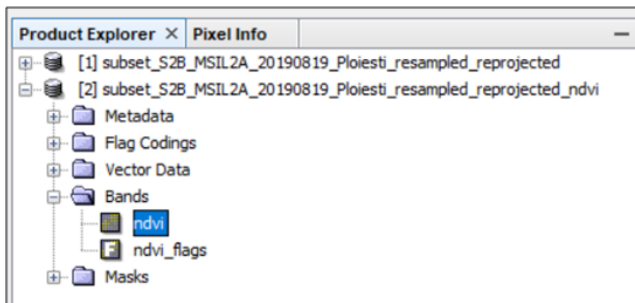 Product Explorer × Pixel Info
[1] subset_S2B_MSIL2A_20190819_Ploiesti_resampled_reprojected
[2] subset_S2B_MSIL2A_20190819_Ploiesti_resampled_reprojected_ndvi
Metadata
Flag Codings
Vector Data
Bands
ndvi
F ndvi_flags
Masks